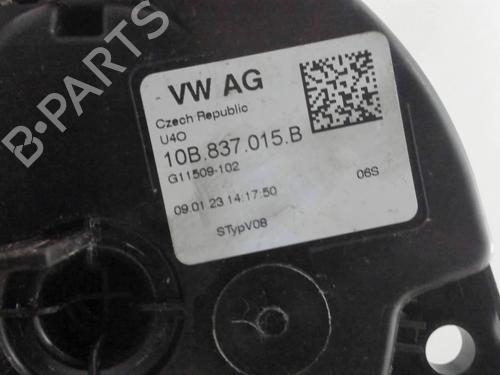 B-PARTS
VW AG
Czech Republic
U4O
10B.837.015.B
G11509-102
06S
09.01 23 14:17:50
STypV08